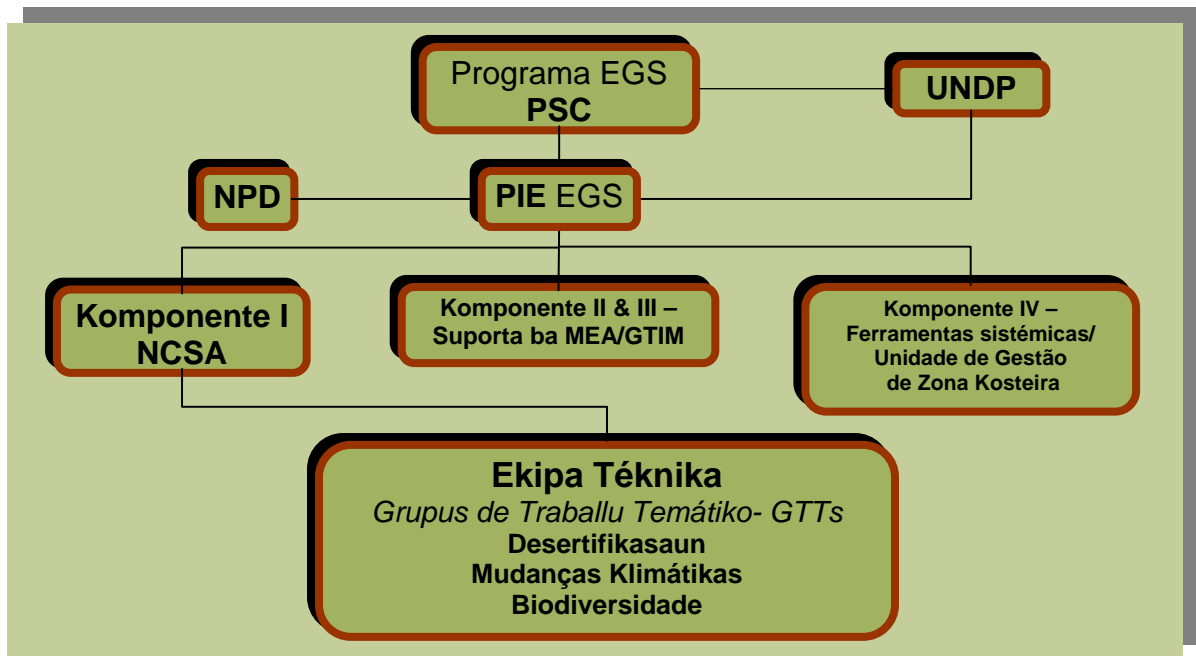 Programa EGS
PSC
UNDP
NPD
PIE EGS
Komponente I
NCSA
Komponente II & III –
Suporta ba MEA/GTIM
Komponente IV –
Ferramentas sistémicas/
Unidade de Gestão
de Zona Kosteira
Ekipa Téknika
Grupus de Traballu Temátiko- GTTs
Desertifikasaun
Mudanças Klimátikas
Biodiversidade